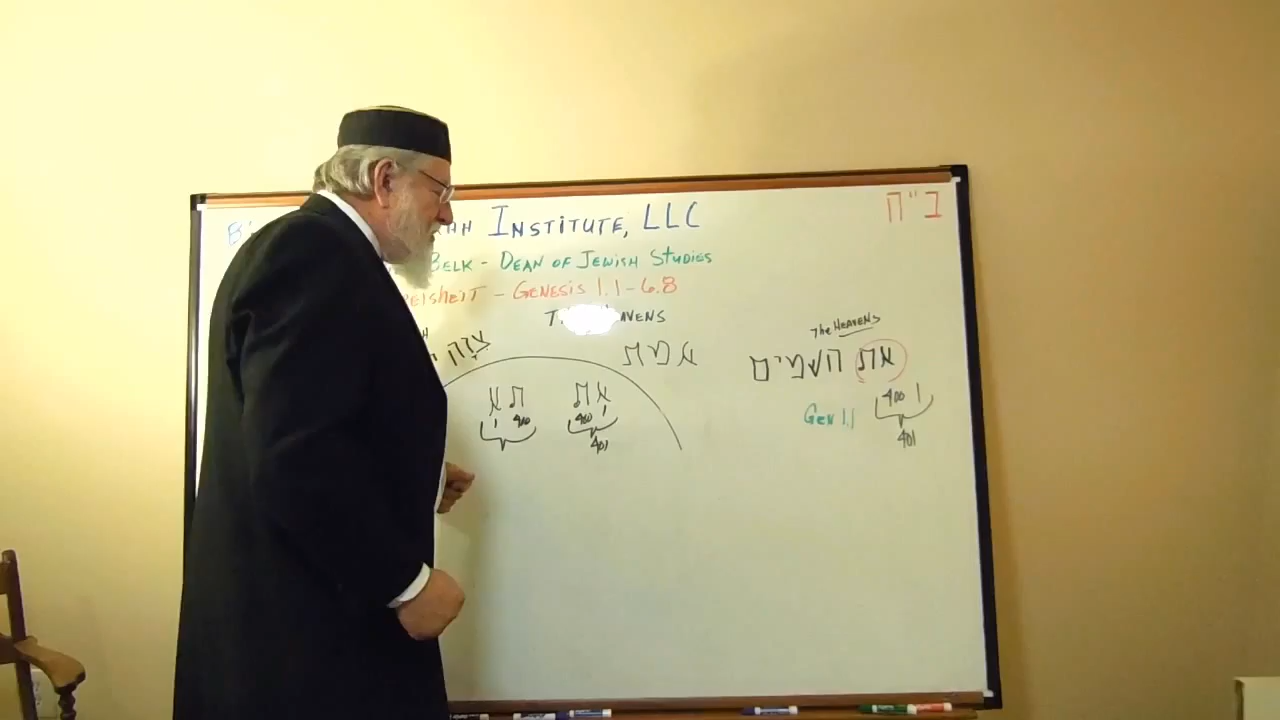 ב"ה
INSTITUTE, LLC
BELK - DEAN OF JEWISH STUDIES
- GENESIS 1.1-6.8
The HEAVENS
אמת
את השמים
תא
את
1 400
400 1
401
Gen 1.1
400 1
401